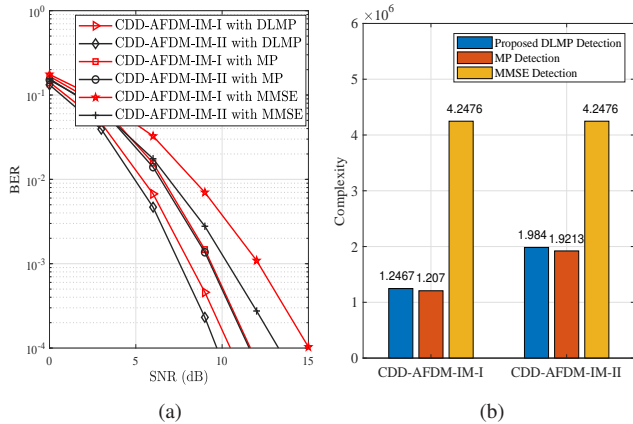 10^0
10^-1
10^-2
10^-3
10^-4
BER
0
5
10
15
SNR (dB)
CDD-AFDM-IM-I with DLMP
CDD-AFDM-IM-II with DLMP
CDD-AFDM-IM-I with MP
CDD-AFDM-IM-II with MP
CDD-AFDM-IM-I with MMSE
CDD-AFDM-IM-II with MMSE
(a)
×10^6
6
5
4
3
2
1
0
Complexity
Proposed DLMP Detection
MP Detection
MMSE Detection
1.2467
1.207
4.2476
1.984
1.9213
4.2476
CDD-AFDM-IM-I
CDD-AFDM-IM-II
(b)